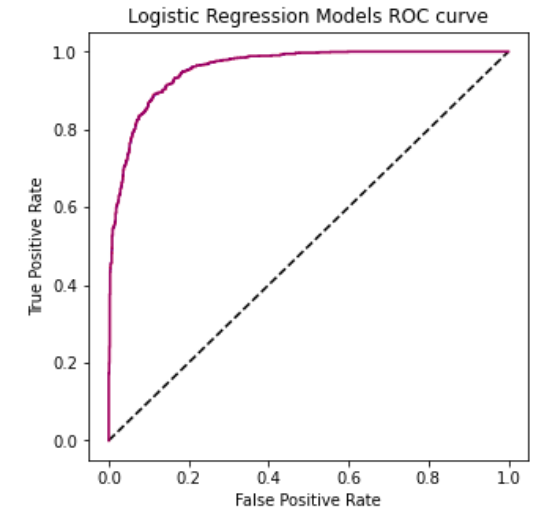 Logistic Regression Models ROC curve
1.0
0.8
0.6
0.4
0.2
0.0
True Positive Rate
0.0 0.2 0.4 0.6 0.8 1.0
False Positive Rate